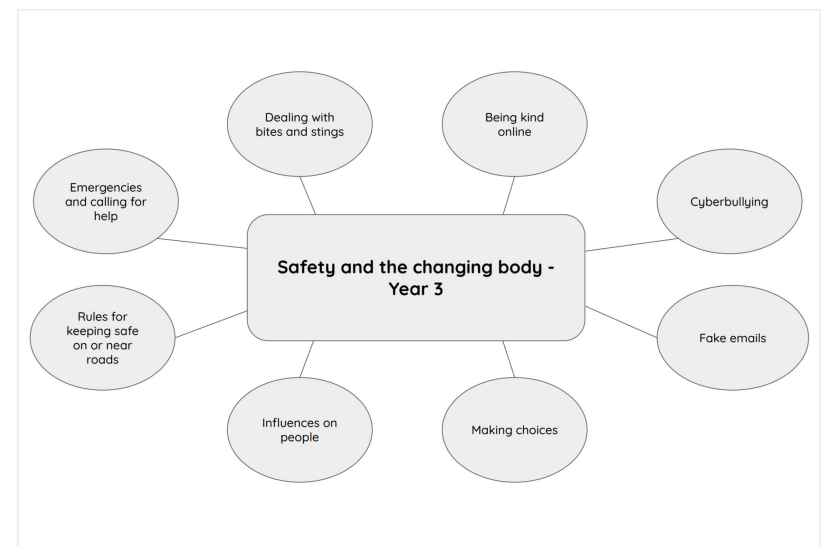 Dealing with
bites and stings
Being kind
online
Emergencies
and calling for
help
Cyberbullying
Safety and the changing body -
Year 3
Rules for
keeping safe
on or near
roads
Fake emails
Influences on
people
Making choices